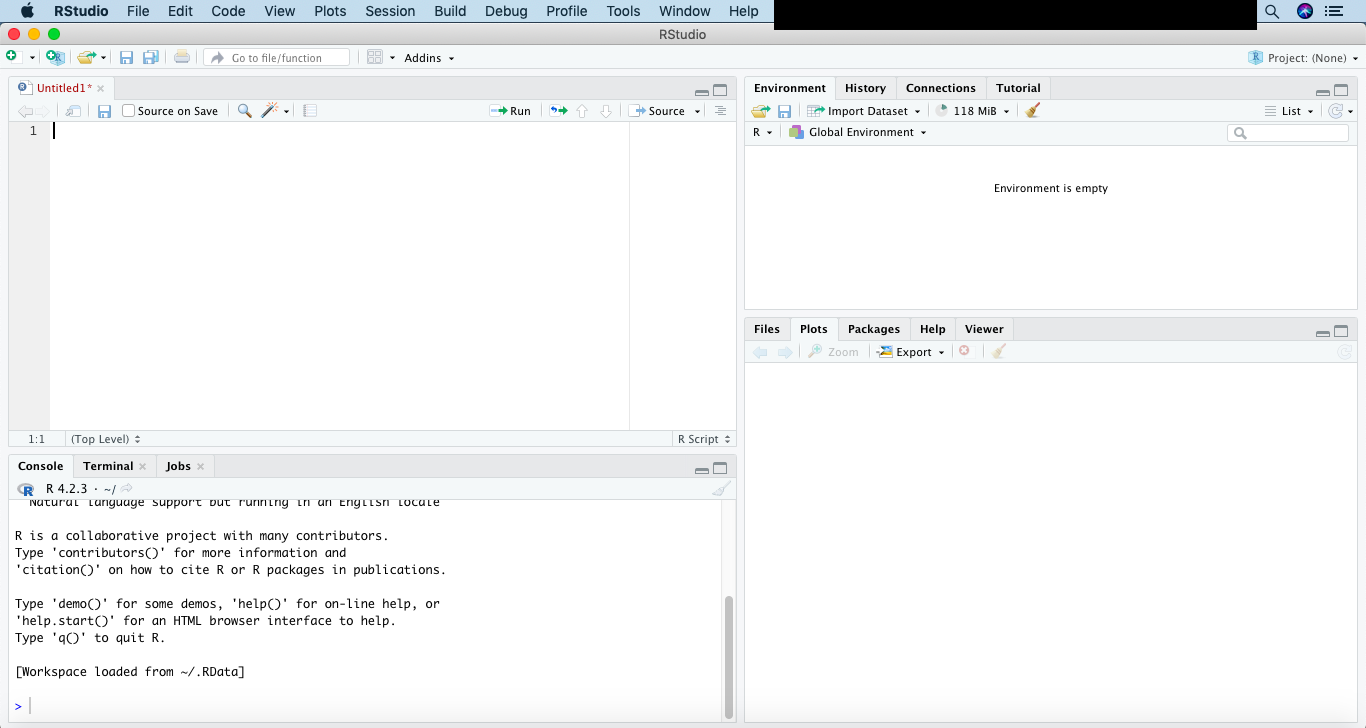 RStudio File Edit Code View Plots Session Build Debug Profile Tools Window Help
RStudio
Go to file/function Addins Project: (None)
Untitled1*
Source on Save Run Source
1
1:1 (Top Level) R Script
Console Terminal Jobs
R 4.2.3 · ~/
Natural language support but running in an English locale
R is a collaborative project with many contributors.
Type 'contributors()' for more information and
'citation()' on how to cite R or R packages in publications.
Type 'demo()' for some demos, 'help()' for on-line help, or
'help.start()' for an HTML browser interface to help.
Type 'q()' to quit R.
[Workspace loaded from ~/.RData]
>
Environment History Connections Tutorial
Import Dataset 118 MiB List
R Global Environment
Environment is empty
Files Plots Packages Help Viewer
Zoom Export